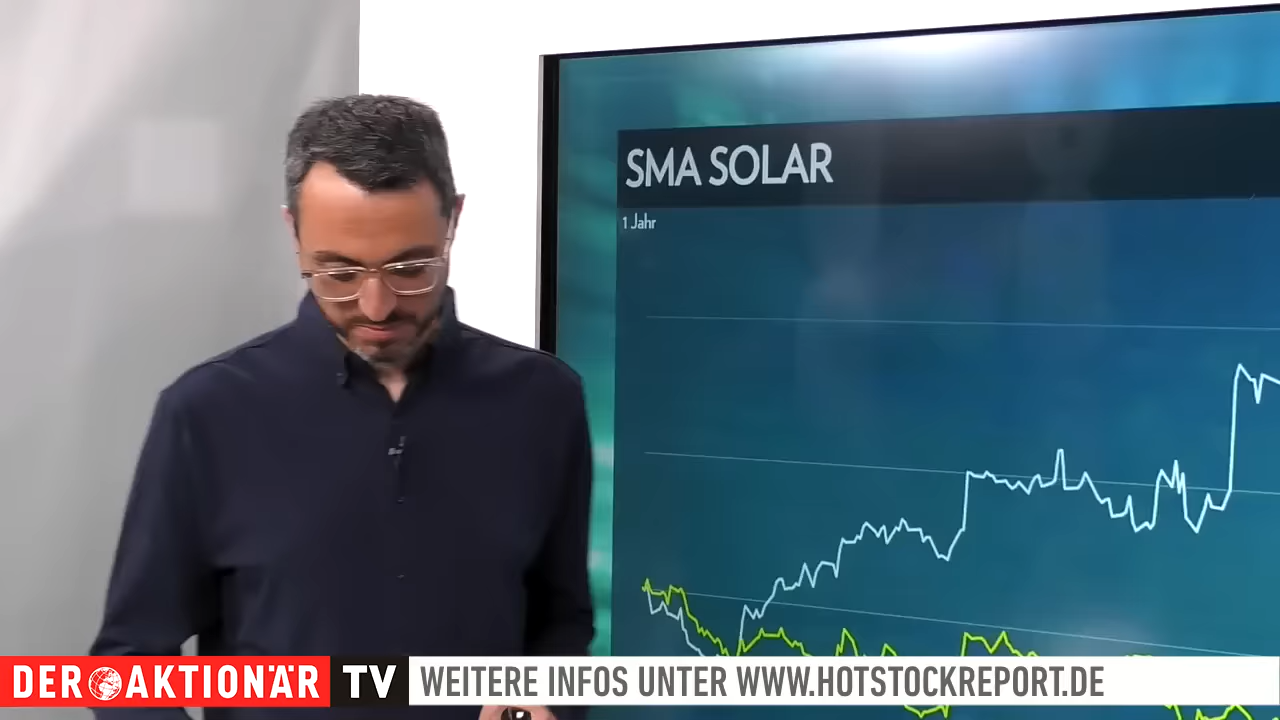 SMA SOLAR
1 Jahr
DER AKTIONÄR TV WEITERE INFOS UNTER WWW.HOTSTOCKREPORT.DE